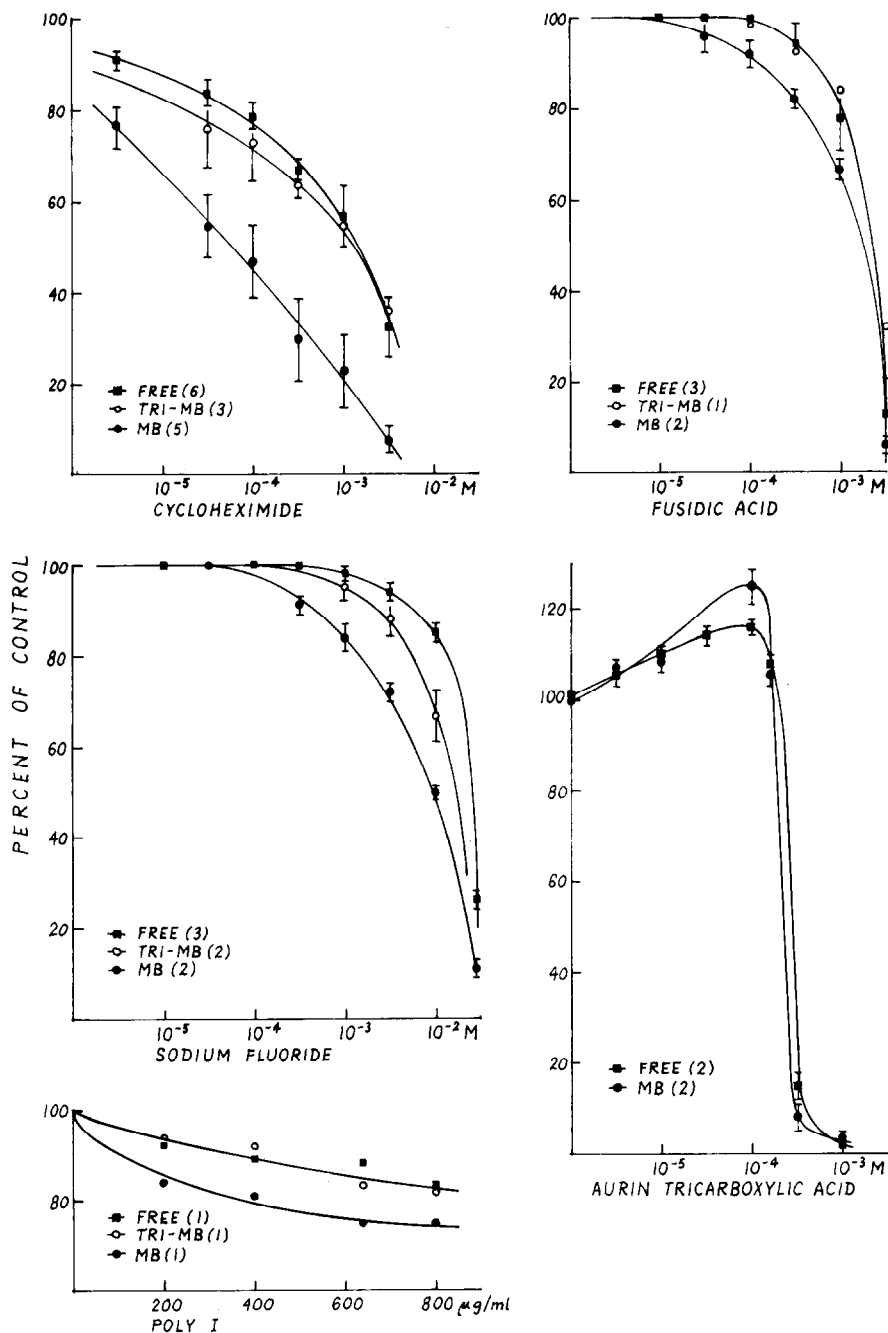 PERCENT OF CONTROL
100
80
60
40
20
FREE (6)
TRI-MB (3)
MB (5)
10-5 10-4 10-3 10-2 M
CYCLOHEXIMIDE
100
80
60
40
20
FREE (3)
TRI-MB (1)
MB (2)
10-5 10-4 10-3 M
FUSIDIC ACID
100
80
60
40
20
FREE (3)
TRI-MB (2)
MB (2)
10-5 10-4 10-3 10-2 M
SODIUM FLUORIDE
120
100
80
60
40
20
FREE (2)
MB (2)
10-5 10-4 10-3 M
AURIN TRICARBOXYLIC ACID
100
80
FREE (1)
TRI-MB (1)
MB (1)
200 400 600 800 µg/ml
POLY I